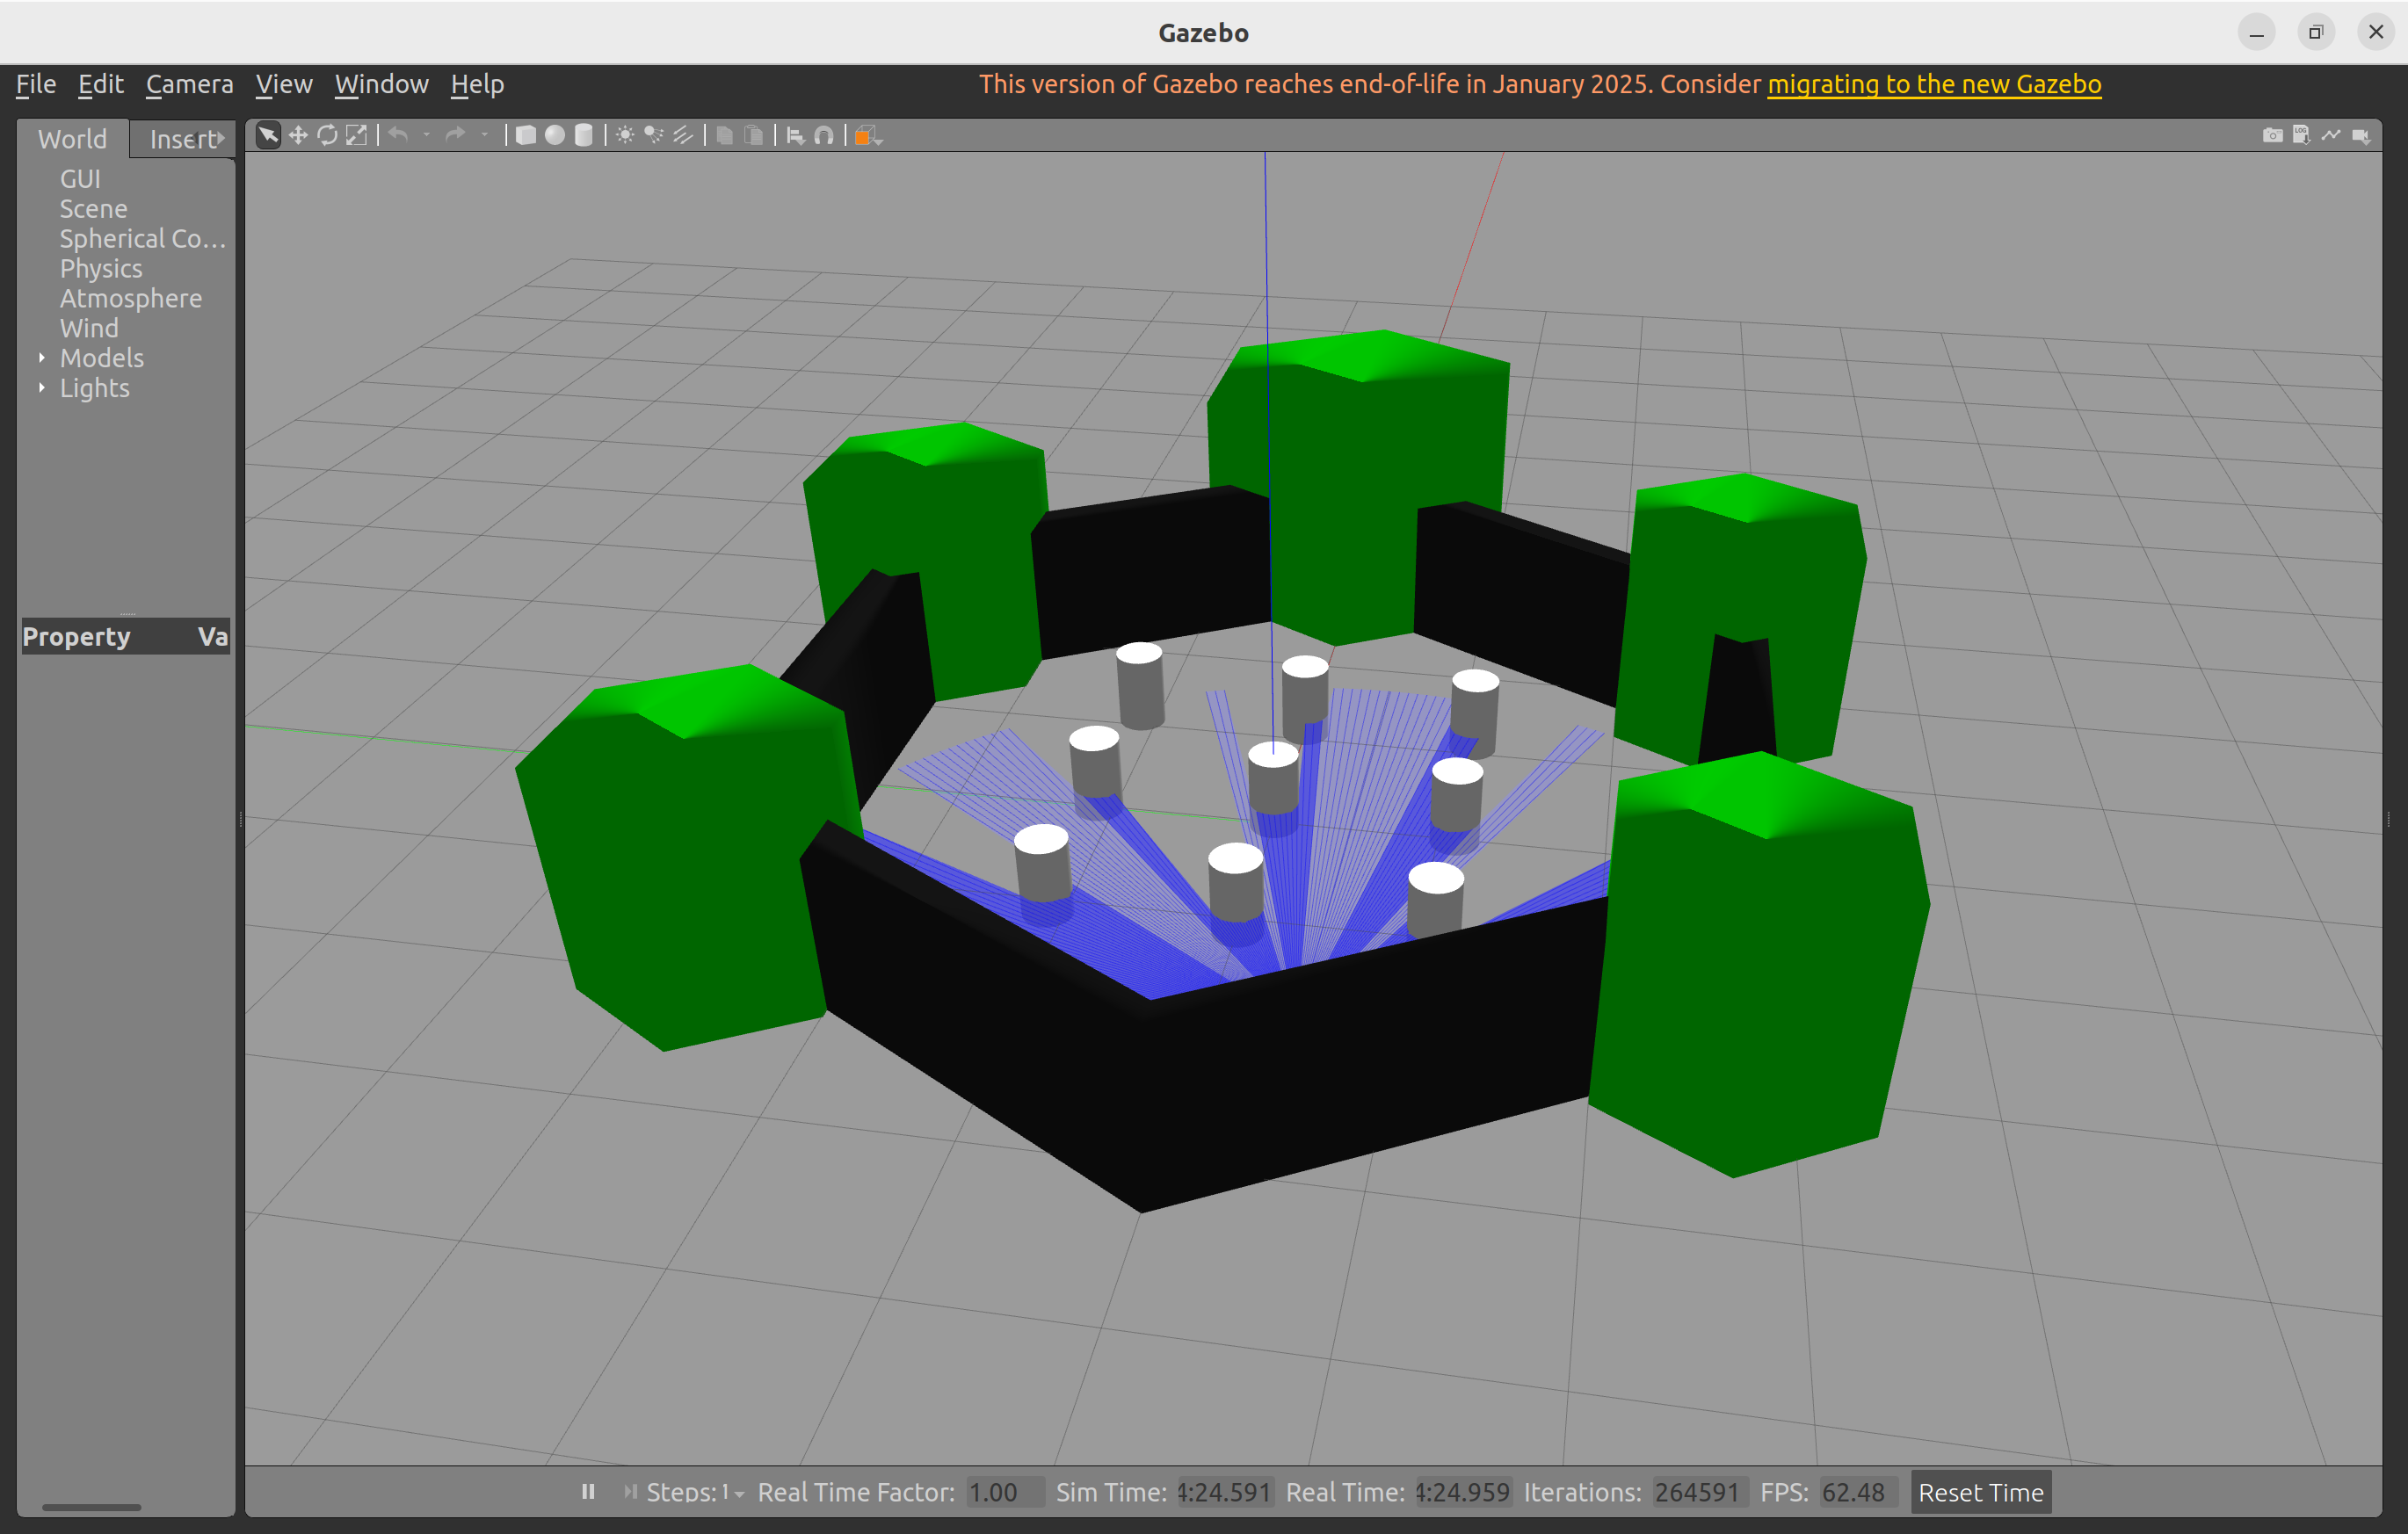 Gazebo
File Edit Camera View Window Help
This version of Gazebo reaches end-of-life in January 2025. Consider migrating to the new Gazebo
World Insert
GUI
Scene
Spherical Co...
Physics
Atmosphere
Wind
Models
Lights
Property Va
Steps: 1 Real Time Factor: 1.00 Sim Time: 4:24.591 Real Time: 4:24.959 Iterations: 264591 FPS: 62.48 Reset Time